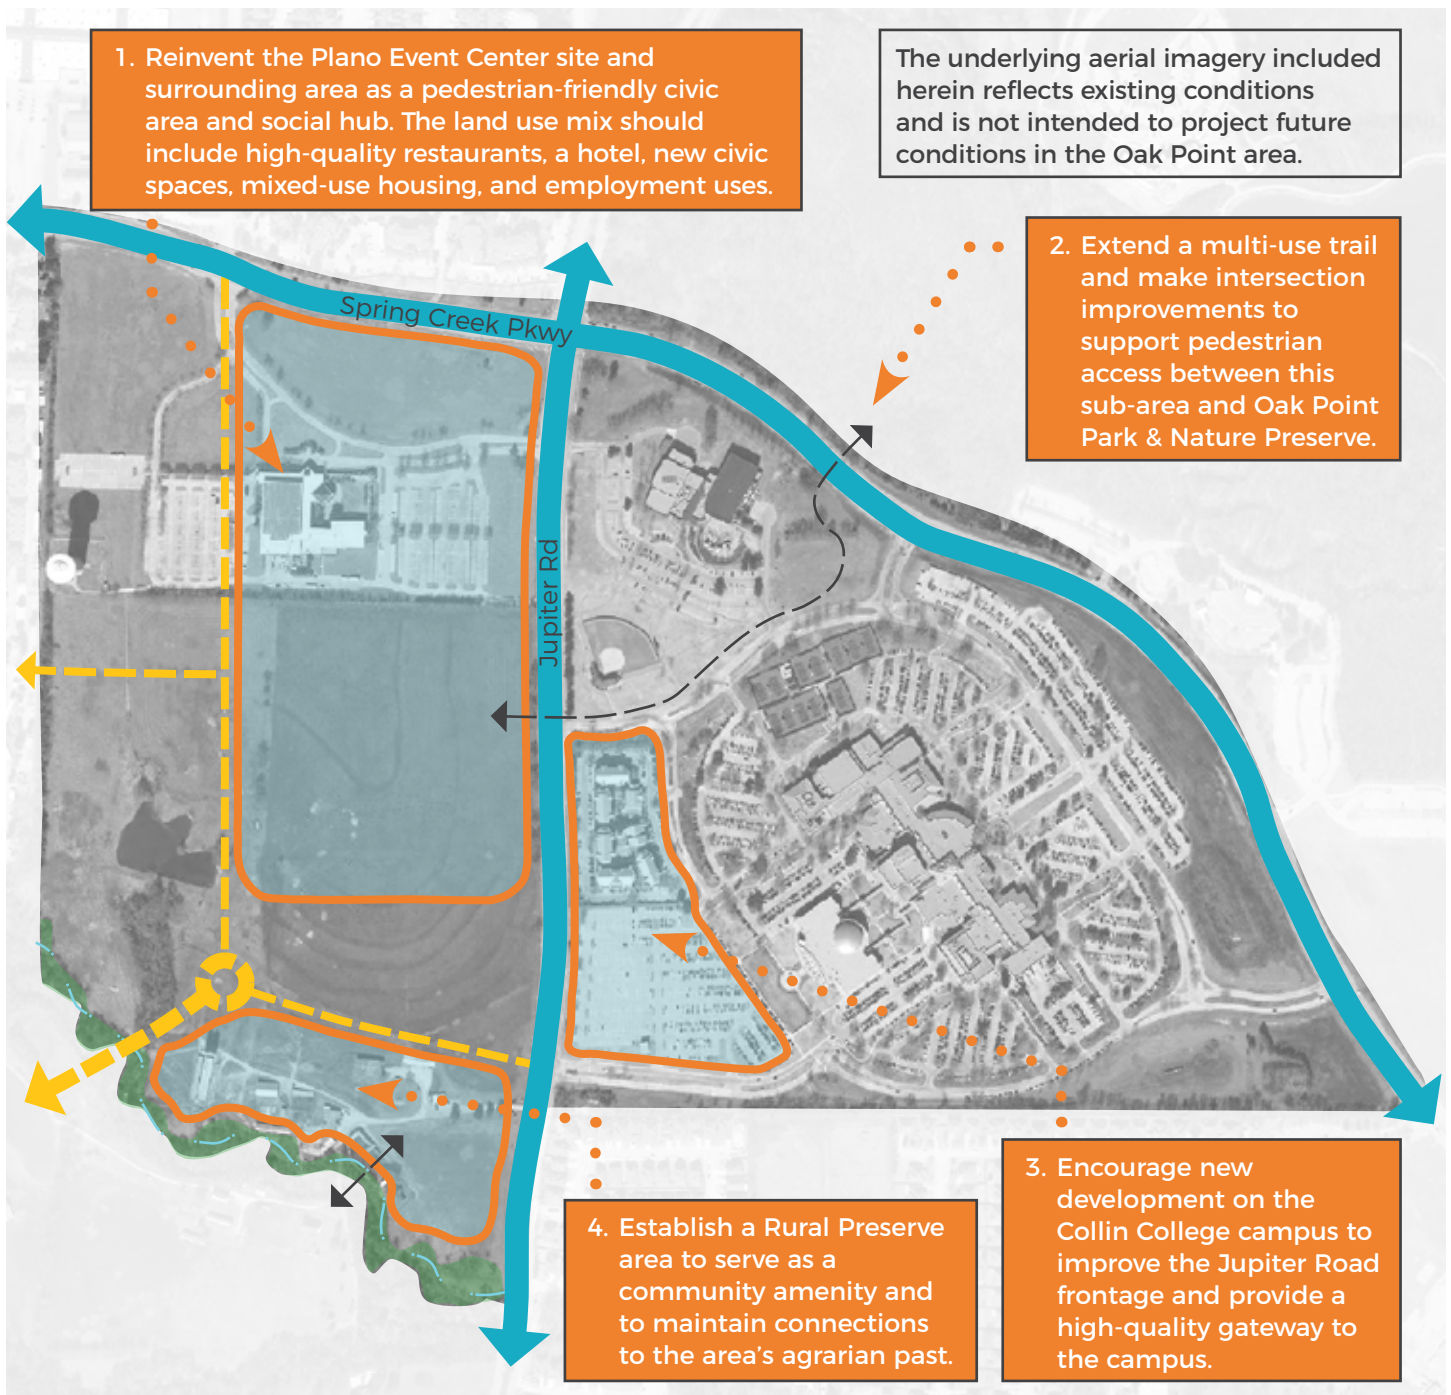 1. Reinvent the Plano Event Center site and
surrounding area as a pedestrian-friendly civic
area and social hub. The land use mix should
include high-quality restaurants, a hotel, new civic
spaces, mixed-use housing, and employment uses.
The underlying aerial imagery included
herein reflects existing conditions
and is not intended to project future
conditions in the Oak Point area.
2. Extend a multi-use trail
and make intersection
improvements to
support pedestrian
access between this
sub-area and Oak Point
Park & Nature Preserve.
Spring Creek Pkwy
Jupiter Rd
3. Encourage new
development on the
Collin College campus to
improve the Jupiter Road
frontage and provide a
high-quality gateway to
the campus.
4. Establish a Rural Preserve
area to serve as a
community amenity and
to maintain connections
to the area's agrarian past.